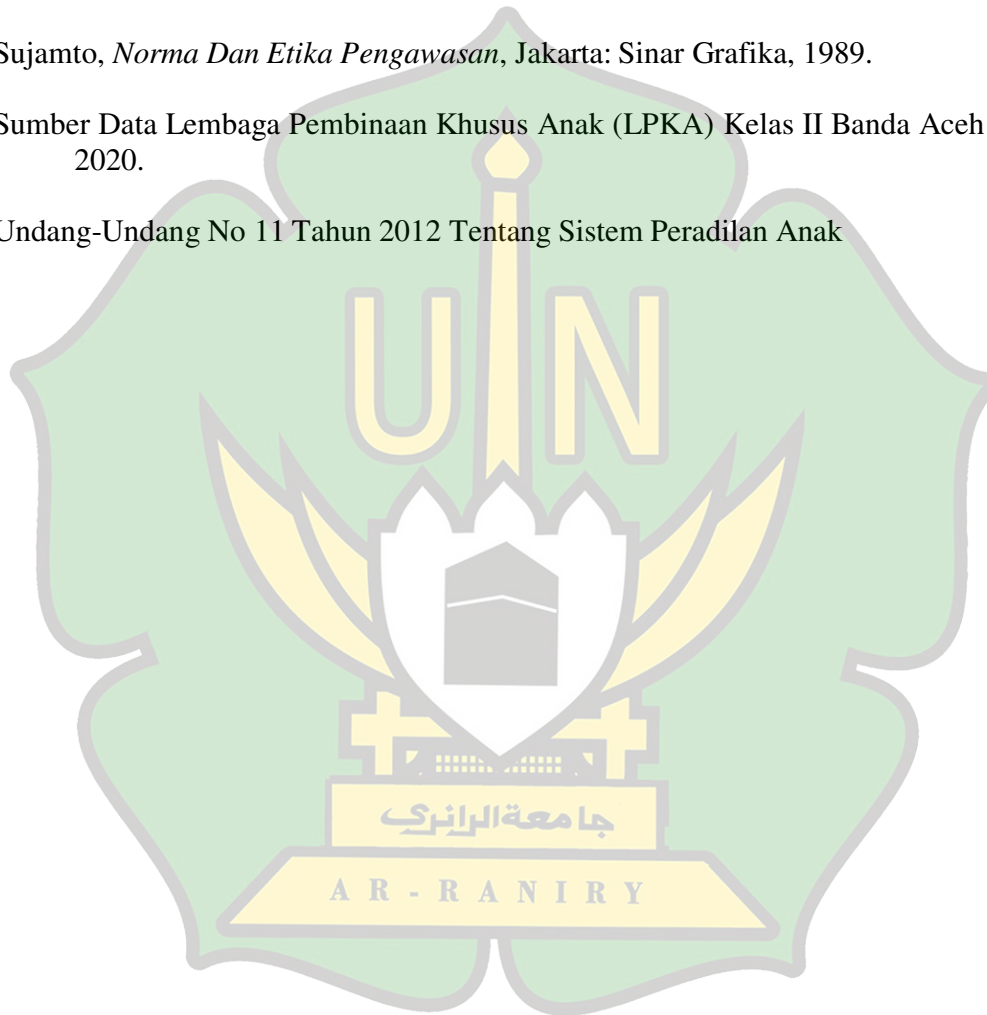 Sujamto, Norma Dan Etika Pengawasan, Jakarta: Sinar Grafika, 1989.
Sumber Data Lembaga Pembinaan Khusus Anak (LPKA) Kelas II Banda Aceh
2020.
Undang-Undang No 11 Tahun 2012 Tentang Sistem Peradilan Anak
UIN
جامعة الرانري
AR-RANIRY